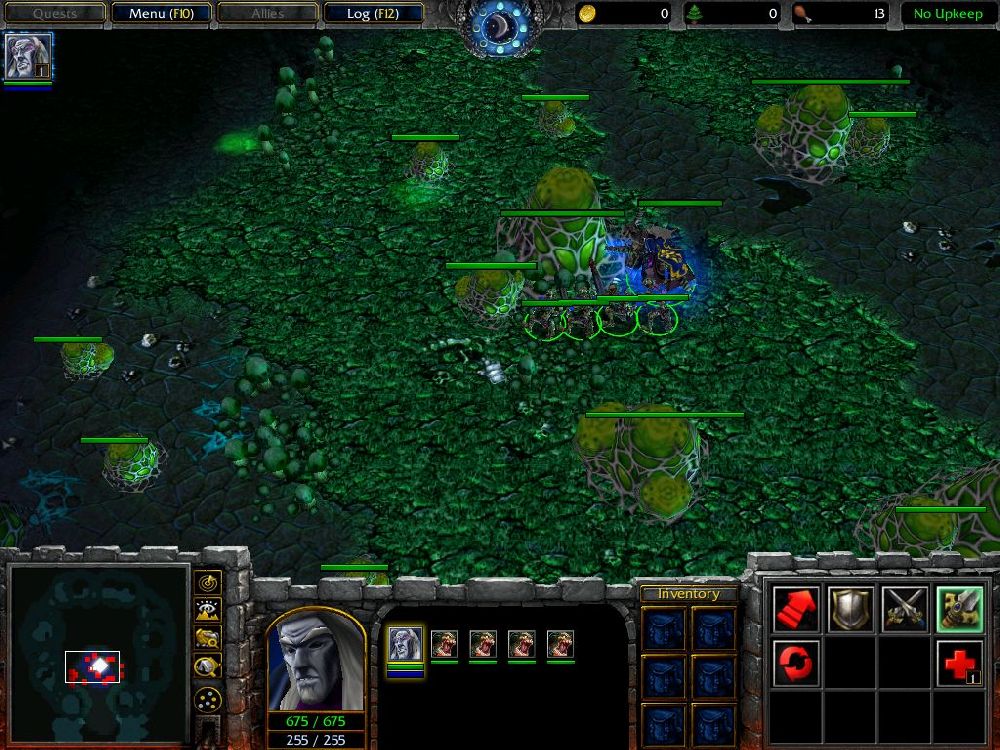 Quests
Menu (F10)
Allies
Log (F12)
0
0
13
No Upkeep
1
Inventory
1
675 / 675
255 / 255